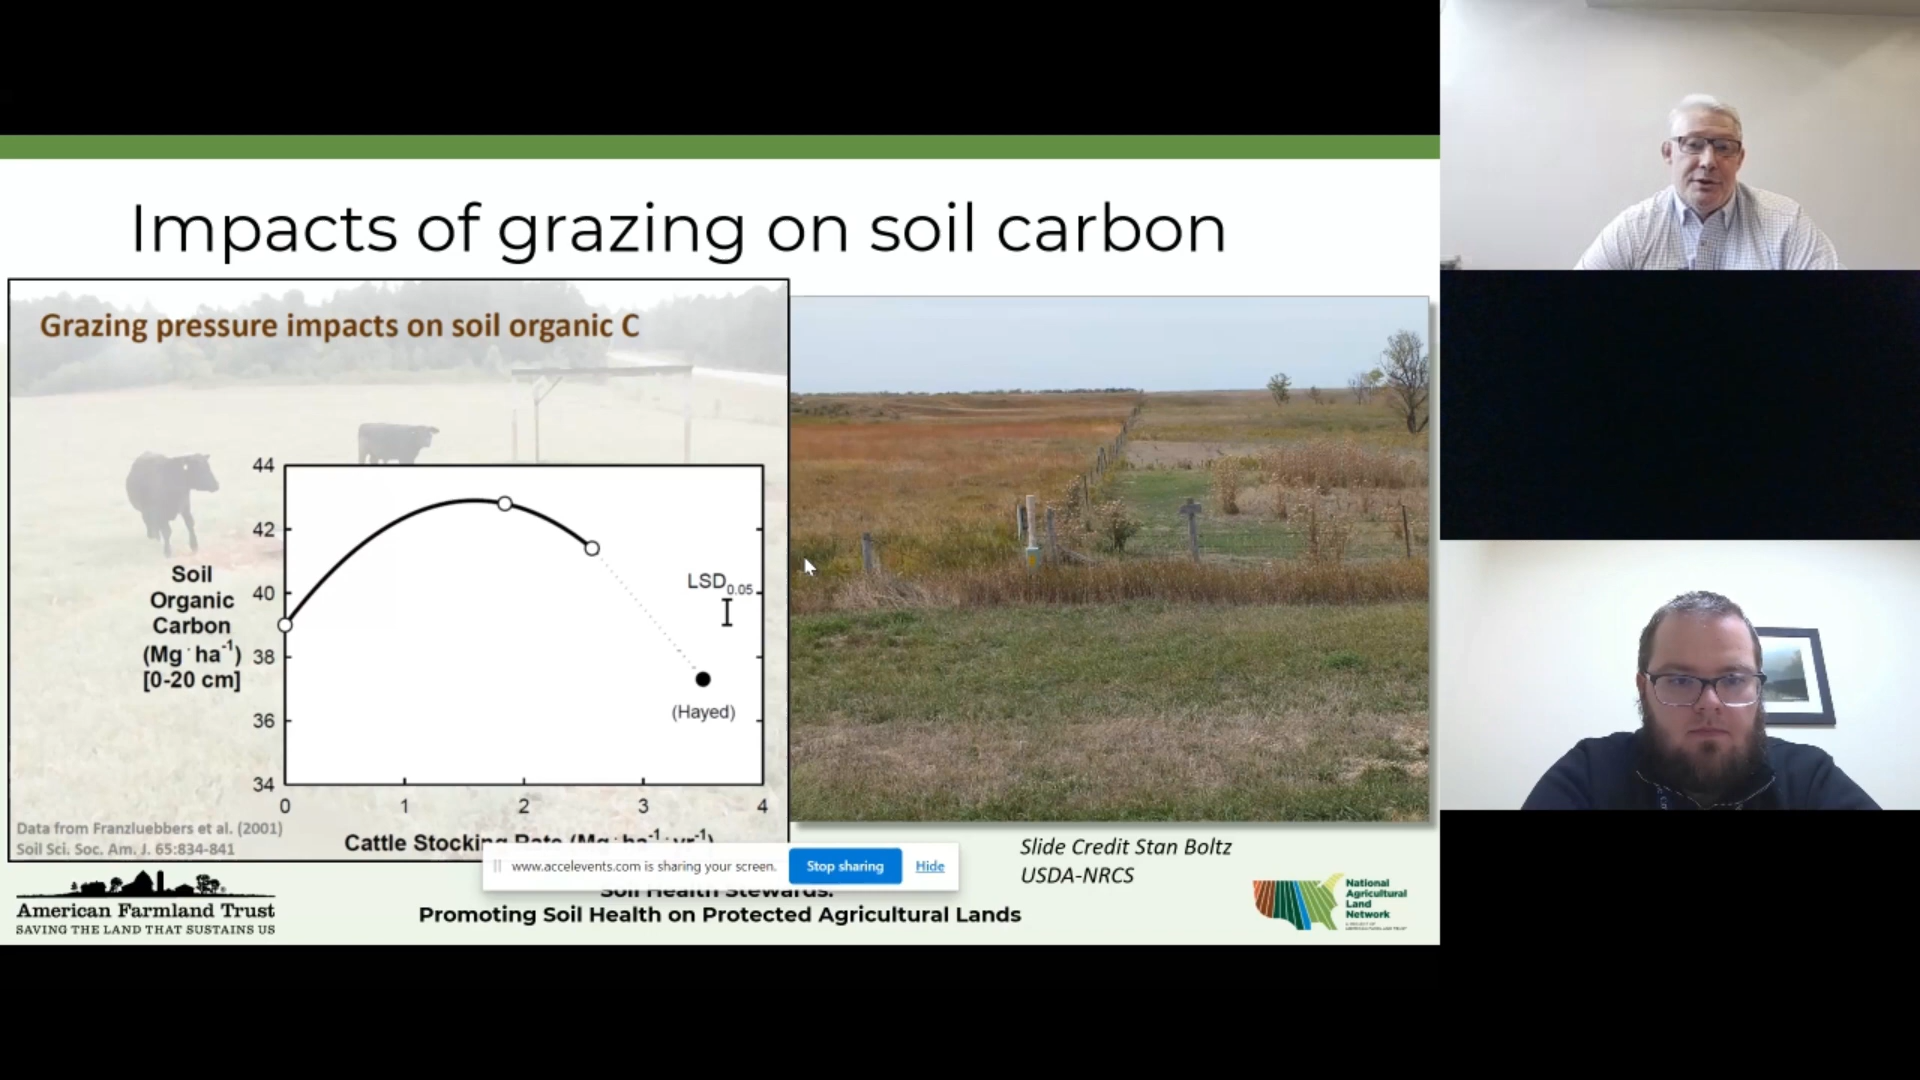 Impacts of grazing on soil carbon
Grazing pressure impacts on soil organic C
44
42
40
38
36
34
Soil
Organic
Carbon
(Mg · ha⁻¹)
[0-20 cm]
LSD0.05
(Hayed)
0 1 2 3 4
Cattle Stocking Rate (Mg · ha⁻¹ · yr⁻¹)
Data from Franzluebbers et al. (2001)
Soil Sci. Soc. Am. J. 65:834-841
Slide Credit Stan Boltz
USDA-NRCS
www.accelevents.com is sharing your screen.
Stop sharing
Hide
American Farmland Trust
SAVING THE LAND THAT SUSTAINS US
Soil Health Stewards:
Promoting Soil Health on Protected Agricultural Lands
National
Agricultural
Land
Network